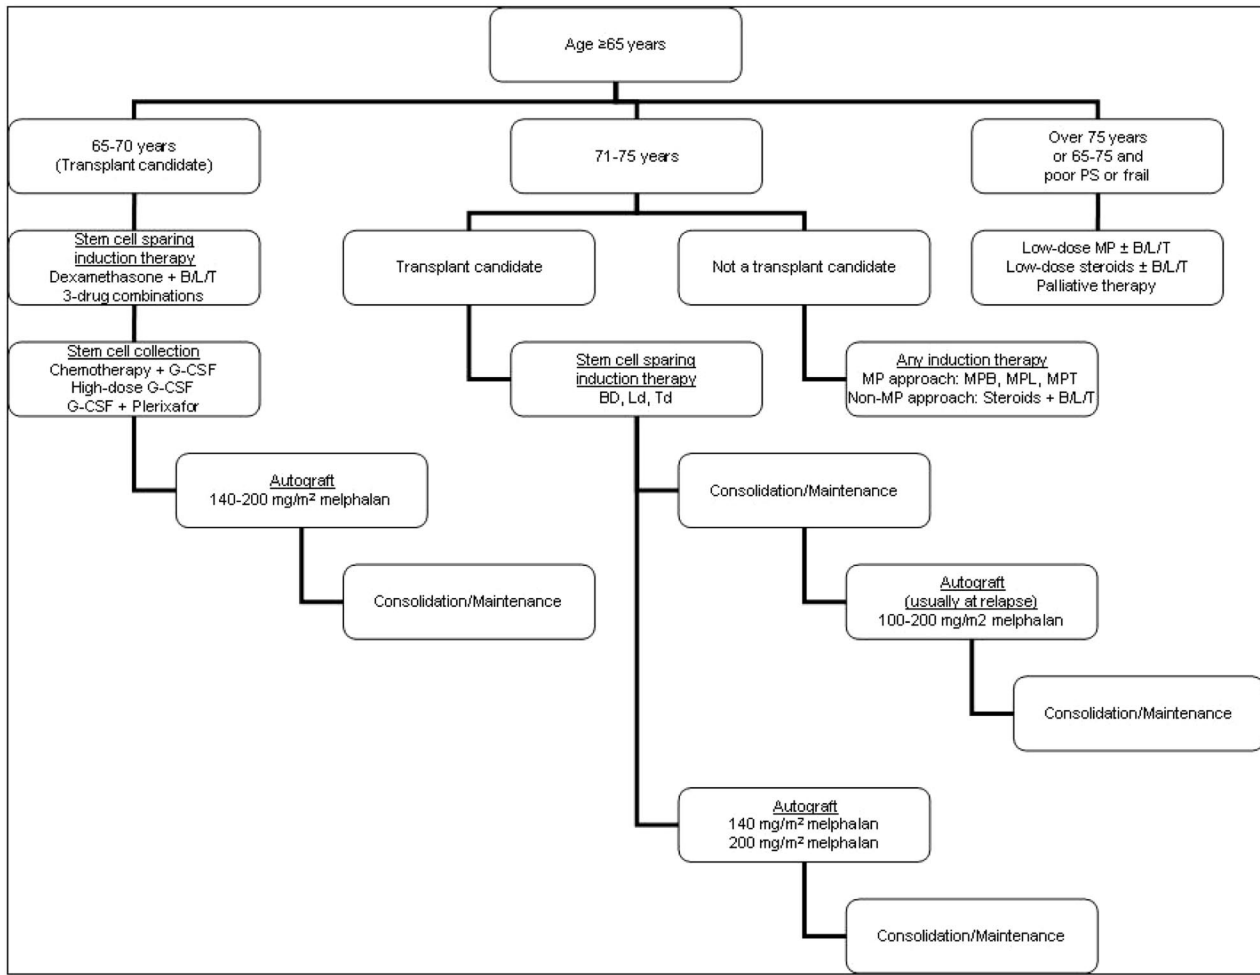 Age ≥65 years
65-70 years
(Transplant candidate)
71-75 years
Over 75 years
or 65-75 and
poor PS or frail
Stem cell sparing
induction therapy
Dexamethasone + B/L/T
3-drug combinations
Transplant candidate
Not a transplant candidate
Low-dose MP ± B/L/T
Low-dose steroids ± B/L/T
Palliative therapy
Stem cell collection
Chemotherapy + G-CSF
High-dose G-CSF
G-CSF + Plerixafor
Stem cell sparing
induction therapy
BD, Ld, Td
Any induction therapy
MP approach: MPB, MPL, MPT
Non-MP approach: Steroids + B/L/T
Autograft
140-200 mg/m² melphalan
Consolidation/Maintenance
Consolidation/Maintenance
Autograft
(usually at relapse)
100-200 mg/m2 melphalan
Consolidation/Maintenance
Autograft
140 mg/m² melphalan
200 mg/m² melphalan
Consolidation/Maintenance